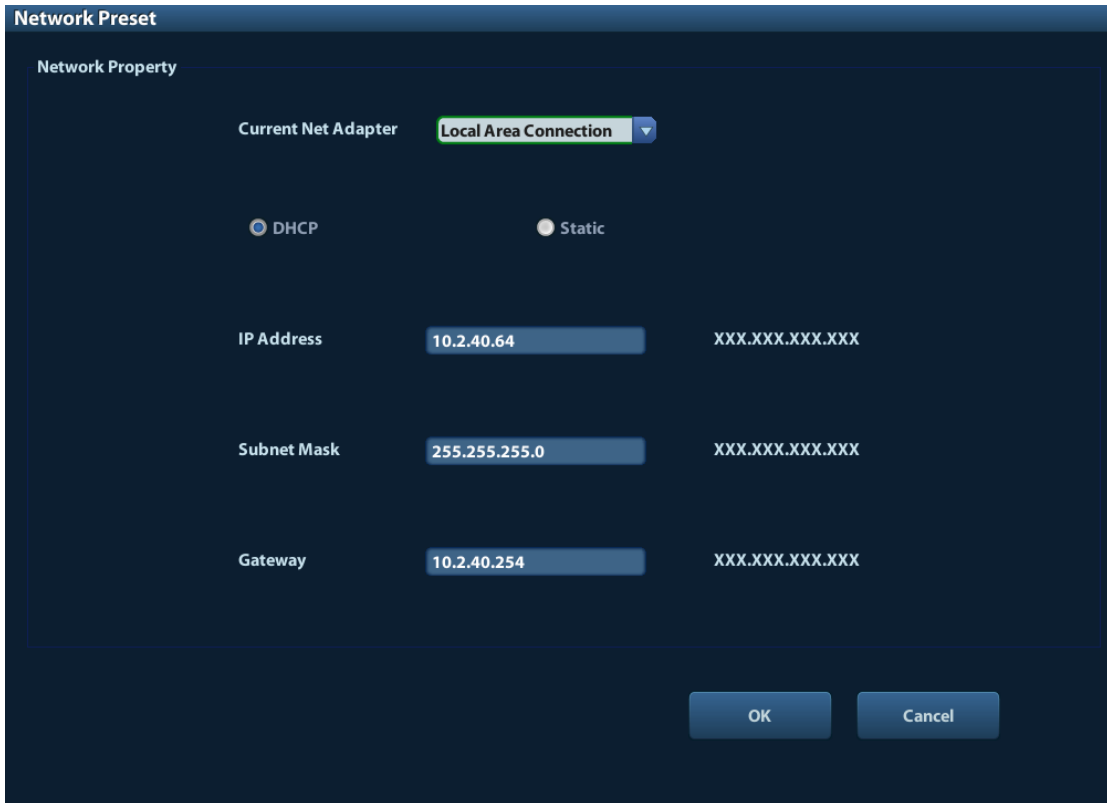 Network Preset
Network Property
Current Net Adapter Local Area Connection
DHCP Static
IP Address 10.2.40.64 XXX.XXX.XXX.XXX
Subnet Mask 255.255.255.0 XXX.XXX.XXX.XXX
Gateway 10.2.40.254 XXX.XXX.XXX.XXX
OK Cancel